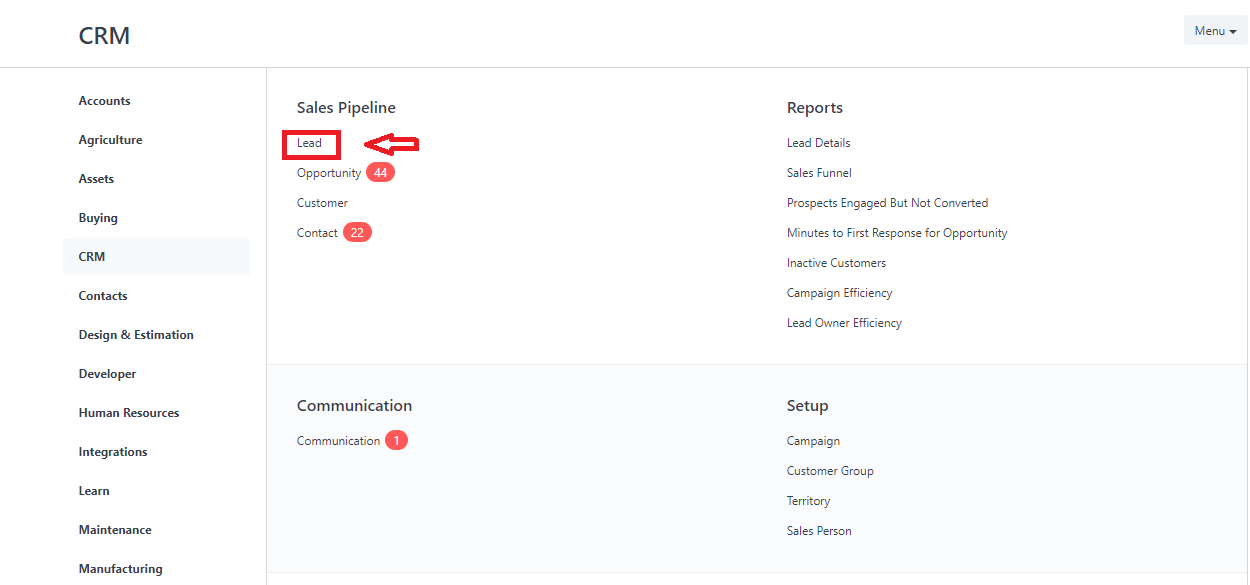 CRM
Menu
Accounts
Agriculture
Assets
Buying
CRM
Contacts
Design & Estimation
Developer
Human Resources
Integrations
Learn
Maintenance
Manufacturing
Sales Pipeline
Lead
Opportunity 44
Customer
Contact 22
Reports
Lead Details
Sales Funnel
Prospects Engaged But Not Converted
Minutes to First Response for Opportunity
Inactive Customers
Campaign Efficiency
Lead Owner Efficiency
Communication
Communication 1
Setup
Campaign
Customer Group
Territory
Sales Person